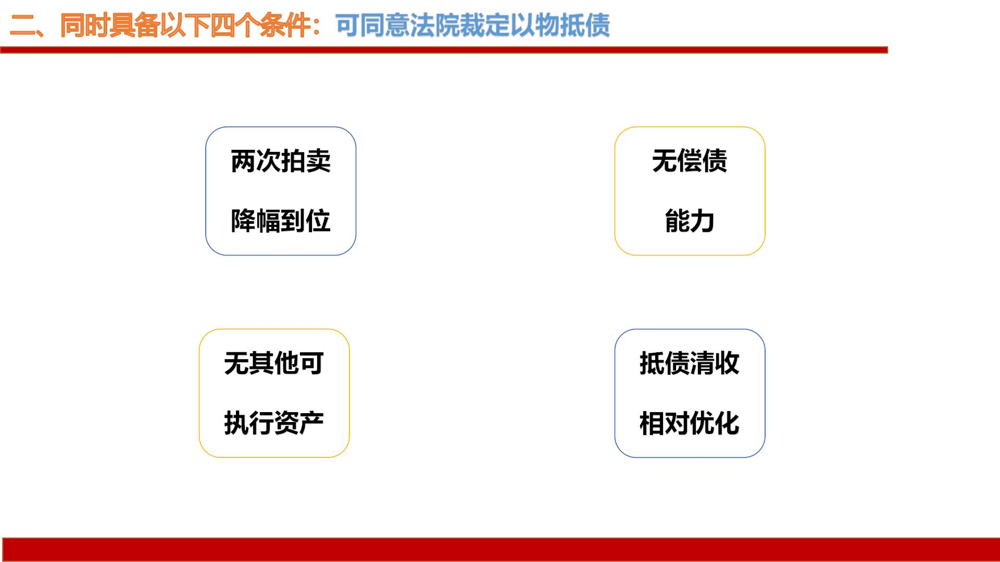 二、同时具备以下四个条件：可同意法院裁定以物抵债
两次拍卖
降幅到位
无偿债
能力
无其他可
执行资产
抵债清收
相对优化